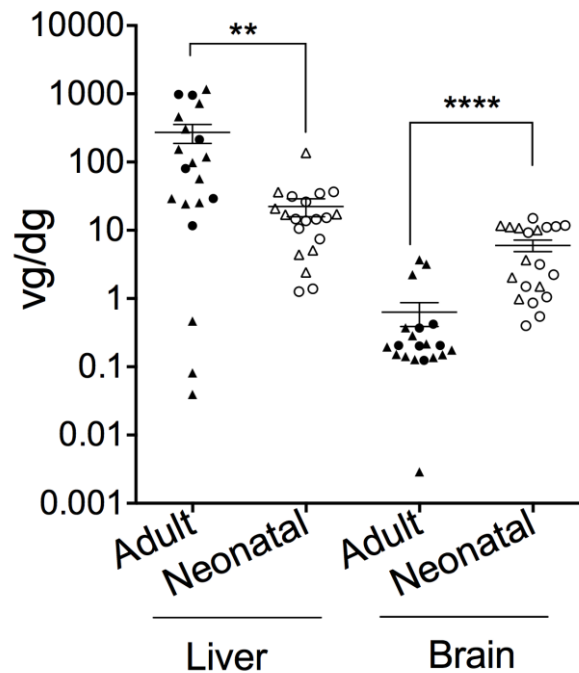 vg/dg
10000
1000
100
10
1
0.1
0.01
0.001
**
****
Adult
Neonatal
Adult
Neonatal
Liver
Brain